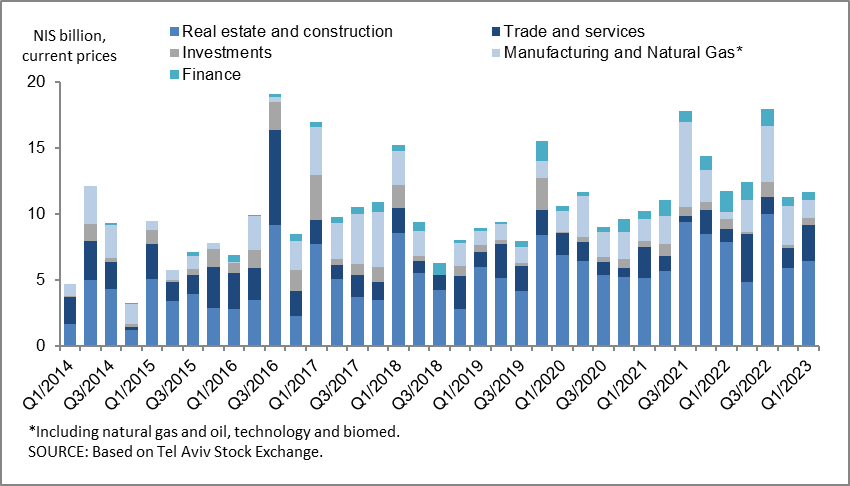 NIS billion,
current prices
Real estate and construction
Trade and services
Investments
Manufacturing and Natural Gas*
Finance
20
15
10
5
0
Q1/2014
Q3/2014
Q1/2015
Q3/2015
Q1/2016
Q3/2016
Q1/2017
Q3/2017
Q1/2018
Q3/2018
Q1/2019
Q3/2019
Q1/2020
Q3/2020
Q1/2021
Q3/2021
Q1/2022
Q3/2022
Q1/2023
*Including natural gas and oil, technology and biomed.
SOURCE: Based on Tel Aviv Stock Exchange.